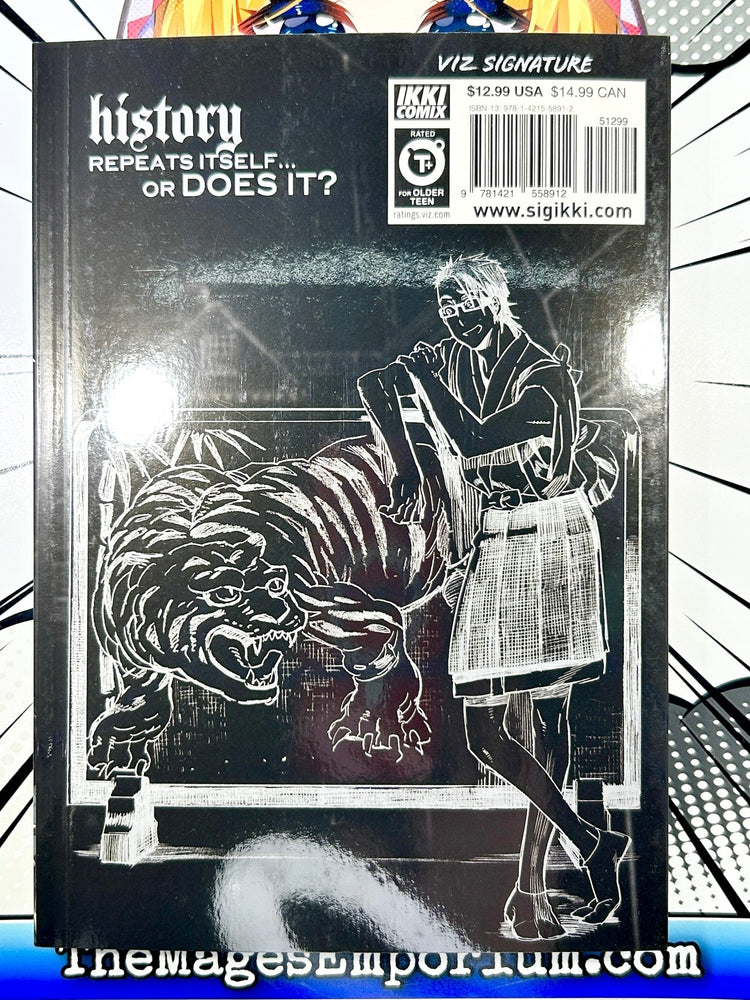 VIZ SIGNATURE
history
REPEATS ITSELF...
OR DOES IT?
IKKI
COMIX
RATED
T+
FOR OLDER
TEEN
ratings.viz.com
$12.99 USA $14.99 CAN
ISBN-13: 978-1-4215-5891-2
51299
9 781421 558912
www.sigikki.com
TheMagesEmporium.com